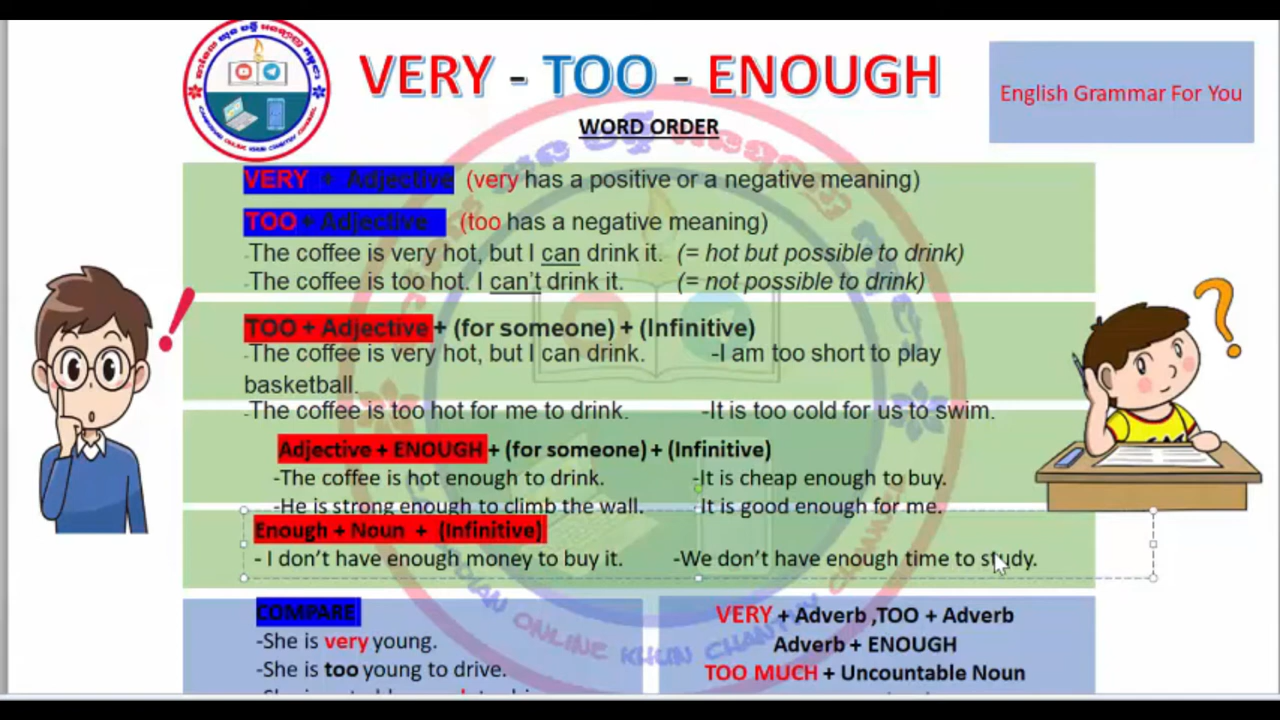 VERY - TOO - ENOUGH
English Grammar For You
WORD ORDER
VERY + Adjective (very has a positive or a negative meaning)
TOO + Adjective (too has a negative meaning)
-The coffee is very hot, but I can drink it. (= hot but possible to drink)
-The coffee is too hot. I can't drink it. (= not possible to drink)
TOO + Adjective + (for someone) + (Infinitive)
-The coffee is very hot, but I can drink. -I am too short to play
basketball.
-The coffee is too hot for me to drink. -It is too cold for us to swim.
Adjective + ENOUGH + (for someone) + (Infinitive)
-The coffee is hot enough to drink. -It is cheap enough to buy.
-He is strong enough to climb the wall. -It is good enough for me.
Enough + Noun + (Infinitive)
- I don't have enough money to buy it. -We don't have enough time to study.
COMPARE
-She is very young.
-She is too young to drive.
VERY + Adverb ,TOO + Adverb
Adverb + ENOUGH
TOO MUCH + Uncountable Noun